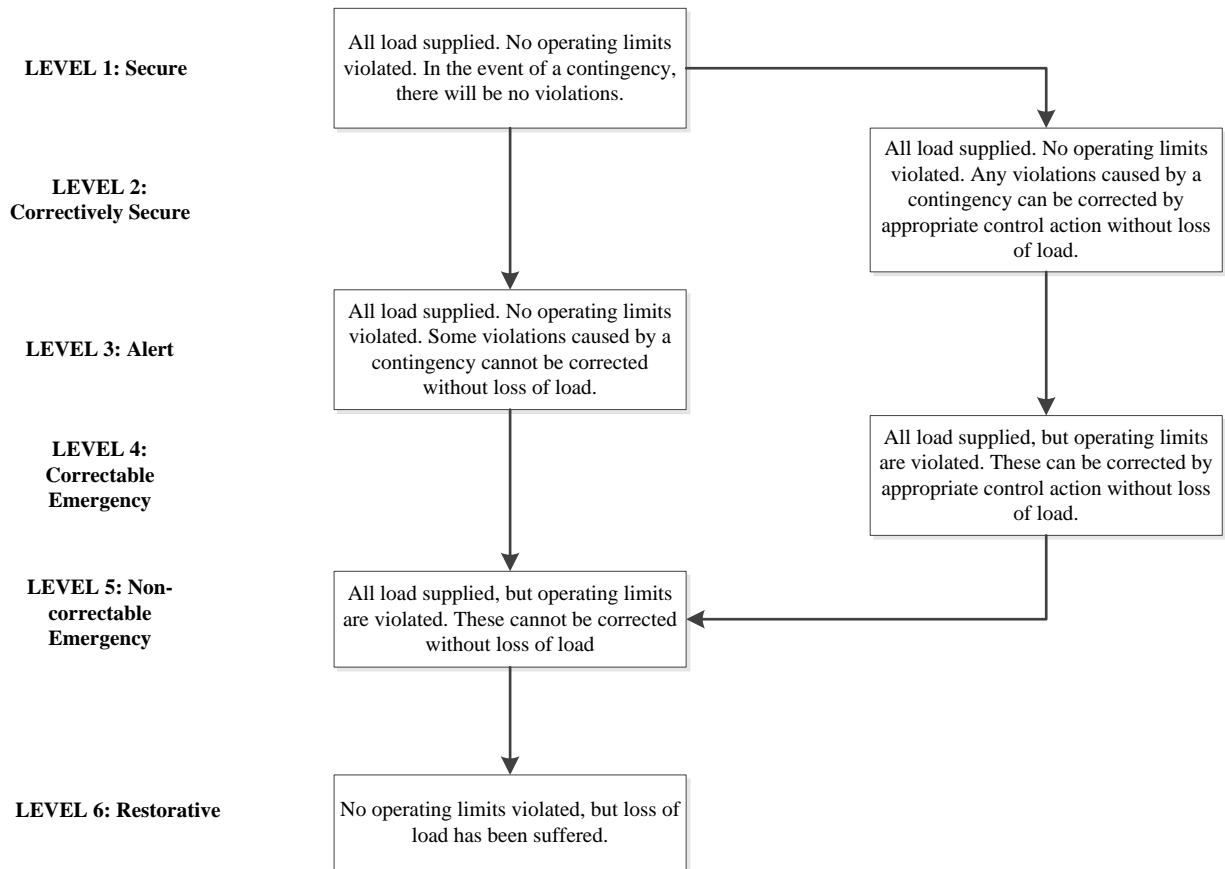 LEVEL 1: Secure
All load supplied. No operating limits
violated. In the event of a contingency,
there will be no violations.
LEVEL 2:
Correctively Secure
All load supplied. No operating limits
violated. Any violations caused by a
contingency can be corrected by
appropriate control action without loss
of load.
LEVEL 3: Alert
All load supplied. No operating limits
violated. Some violations caused by a
contingency cannot be corrected
without loss of load.
LEVEL 4:
Correctable
Emergency
All load supplied, but operating limits
are violated. These can be corrected by
appropriate control action without loss
of load.
LEVEL 5: Non-
correctable
Emergency
All load supplied, but operating limits
are violated. These cannot be corrected
without loss of load
LEVEL 6: Restorative
No operating limits violated, but loss of
load has been suffered.